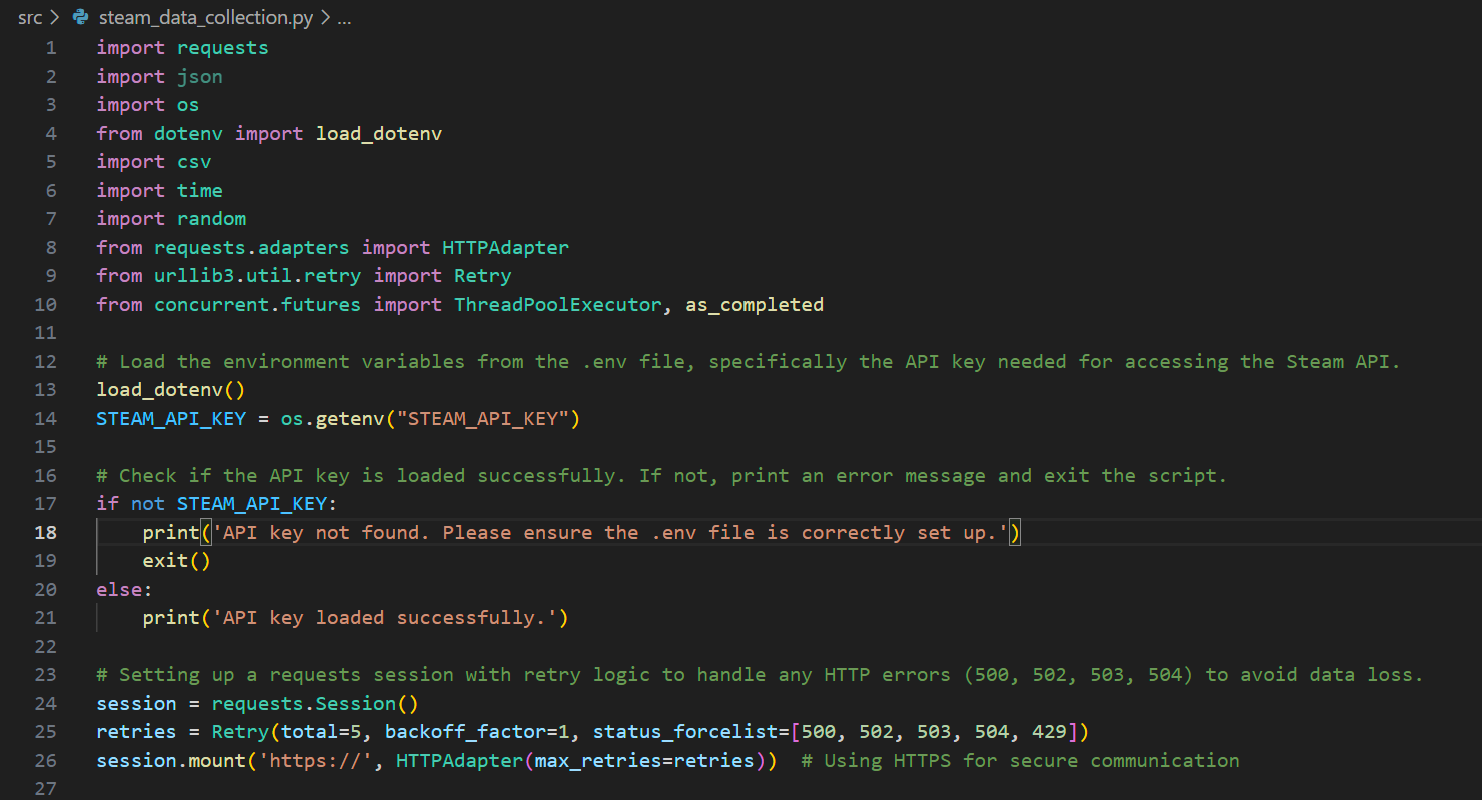 src > steam_data_collection.py > ...
1 import requests
2 import json
3 import os
4 from dotenv import load_dotenv
5 import csv
6 import time
7 import random
8 from requests.adapters import HTTPAdapter
9 from urllib3.util.retry import Retry
10 from concurrent.futures import ThreadPoolExecutor, as_completed
11
12 # Load the environment variables from the .env file, specifically the API key needed for accessing the Steam API.
13 load_dotenv()
14 STEAM_API_KEY = os.getenv("STEAM_API_KEY")
15
16 # Check if the API key is loaded successfully. If not, print an error message and exit the script.
17 if not STEAM_API_KEY:
18     print('API key not found. Please ensure the .env file is correctly set up.')
19     exit()
20 else:
21     print('API key loaded successfully.')
22
23 # Setting up a requests session with retry logic to handle any HTTP errors (500, 502, 503, 504) to avoid data loss.
24 session = requests.Session()
25 retries = Retry(total=5, backoff_factor=1, status_forcelist=[500, 502, 503, 504, 429])
26 session.mount('https://', HTTPAdapter(max_retries=retries))  # Using HTTPS for secure communication
27